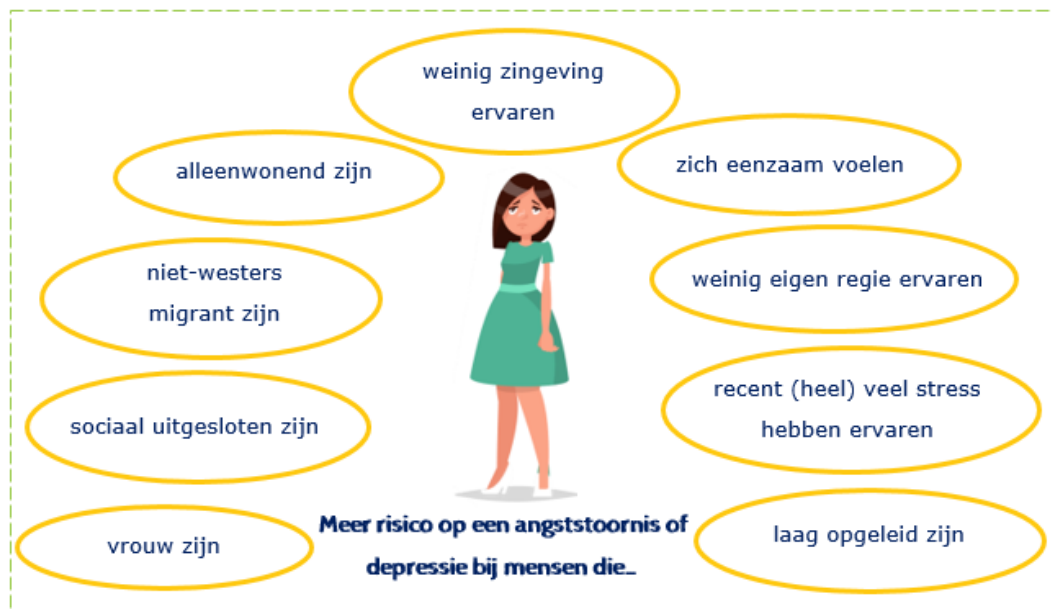 weinig zingeving
ervaren
alleenwonend zijn
zich eenzaam voelen
niet-westers
migrant zijn
weinig eigen regie ervaren
sociaal uitgesloten zijn
recent (heel) veel stress
hebben ervaren
vrouw zijn
laag opgeleid zijn
Meer risico op een angststoornis of
depressie bij mensen die...